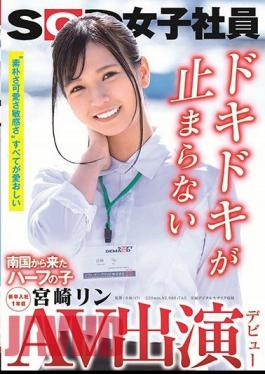 SOD女子社員
ドキドキが
止まらない
“素朴さ可愛さ敏感さ”すべてが愛おしい
南国から来た
ハーフの子
新卒入社
1年目
宮崎リン
AV出演
デビュー